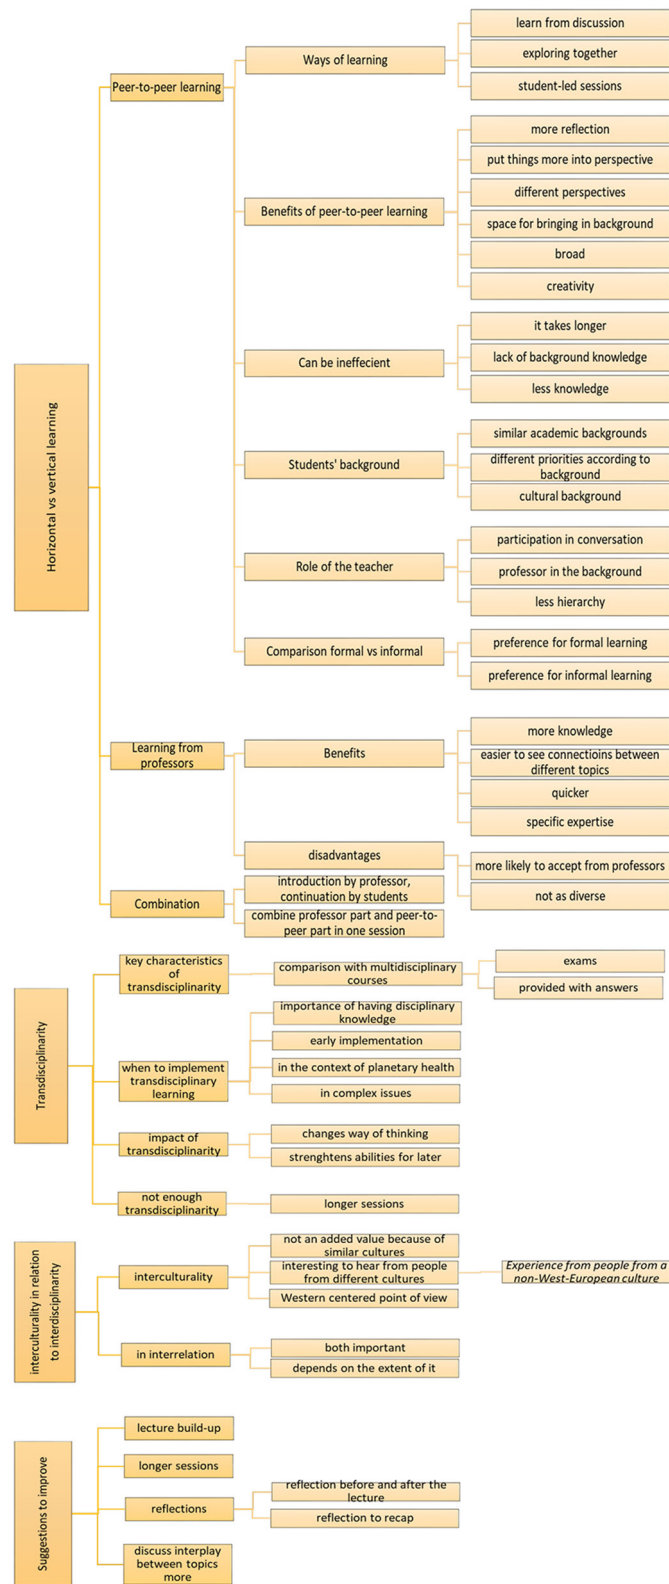 Horizontal vs vertical learning
Peer-to-peer learning
Ways of learning
learn from discussion
exploring together
student-led sessions
Benefits of peer-to-peer learning
more reflection
put things more into perspective
different perspectives
space for bringing in background
broad
creativity
Can be ineffecient
it takes longer
lack of background knowledge
less knowledge
Students' background
similar academic backgrounds
different priorities according to
background
cultural background
Role of the teacher
participation in conversation
professor in the background
less hierarchy
Comparison formal vs informal
preference for formal learning
preference for informal learning
Learning from
professors
Benefits
more knowledge
easier to see connectioins between
different topics
quicker
specific expertise
disadvantages
more likely to accept from professors
not as diverse
Combination
introduction by professor,
continuation by students
combine professor part and peer-to-
peer part in one session
Transdisciplinarity
key characteristics
of
transdisciplinarity
comparison with multidisciplinary
courses
exams
provided with answers
when to implement
transdisciplinary
learning
importance of having disciplinary
knowledge
early implementation
in the context of planetary health
in complex issues
impact of
transdisciplinarity
changes way of thinking
strenghtens abilities for later
not enough
transdisciplinarity
longer sessions
interculturality in relation
to interdisciplinarity
interculturality
not an added value because of
similar cultures
interesting to hear from people
from different cultures
Experience from people from a
non-West-European culture
Western centered point of view
in interrelation
both important
depends on the extent of it
Suggestions to improve
lecture build-up
longer sessions
reflections
reflection before and after the
lecture
reflection to recap
discuss interplay
between topics
more